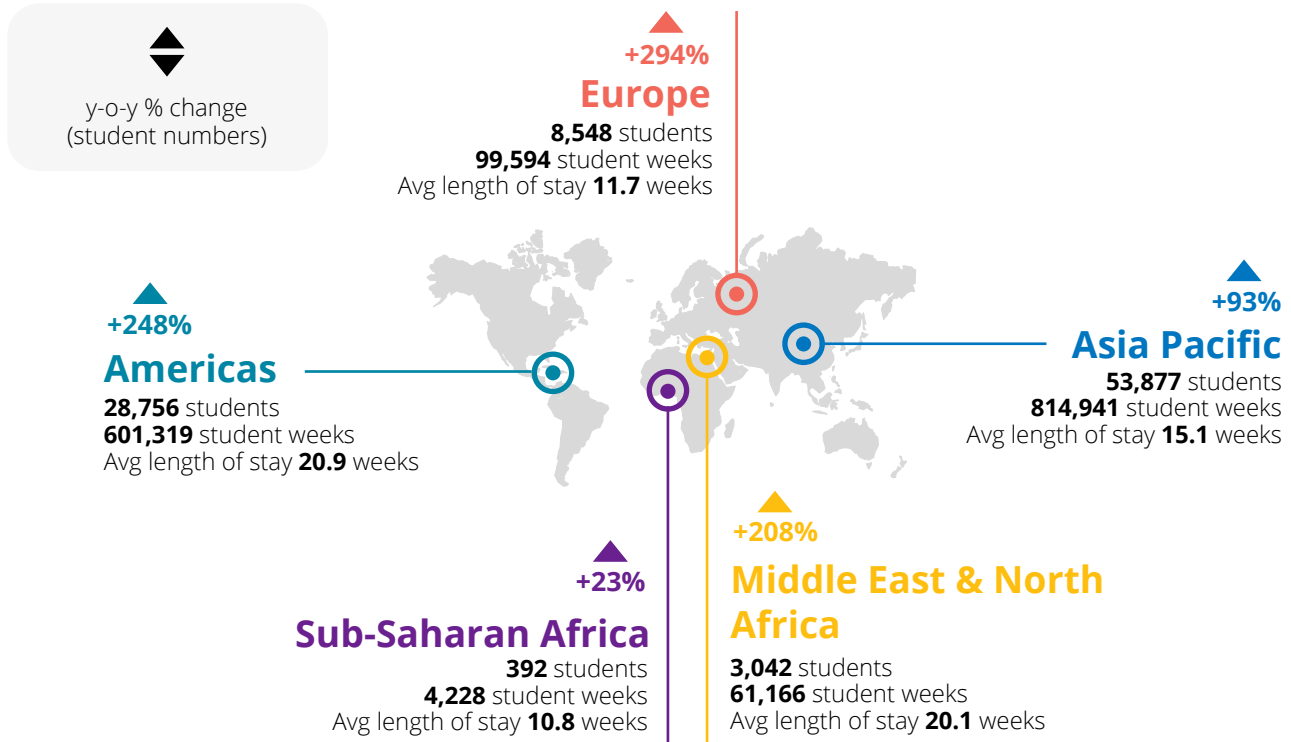 y-o-y % change
(student numbers)
+294%
Europe
8,548 students
99,594 student weeks
Avg length of stay 11.7 weeks
+248%
Americas
28,756 students
601,319 student weeks
Avg length of stay 20.9 weeks
+93%
Asia Pacific
53,877 students
814,941 student weeks
Avg length of stay 15.1 weeks
+23%
Sub-Saharan Africa
392 students
4,228 student weeks
Avg length of stay 10.8 weeks
+208%
Middle East & North
Africa
3,042 students
61,166 student weeks
Avg length of stay 20.1 weeks